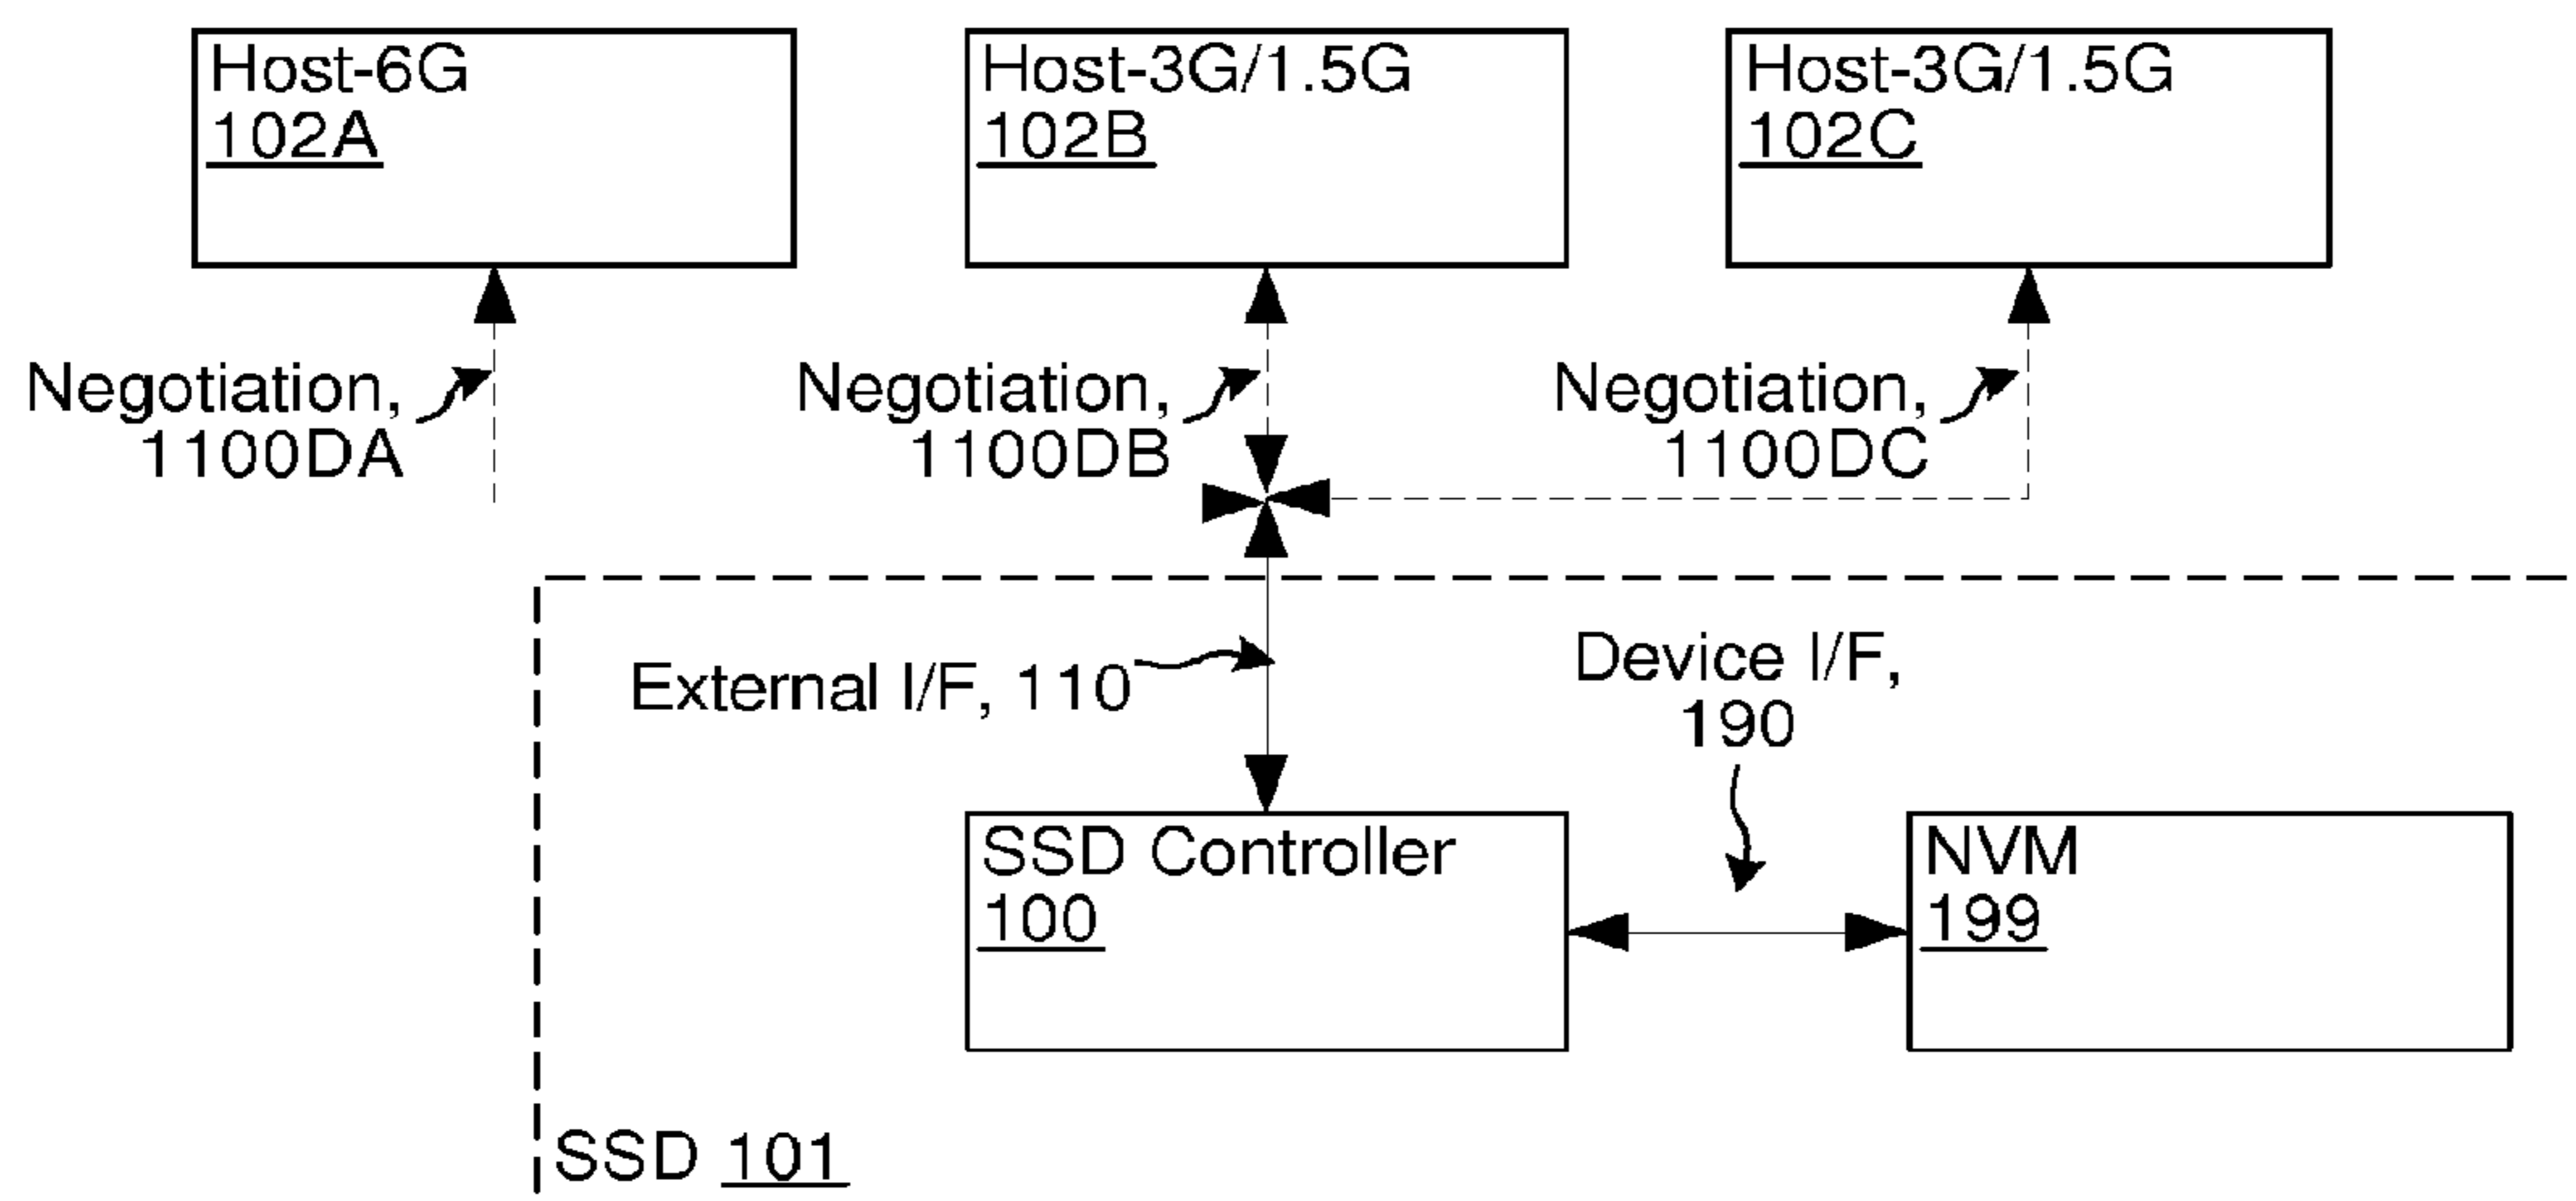 Host-6G
102A
Host-3G/1.5G
102B
Host-3G/1.5G
102C
Negotiation,
1100DA
Negotiation,
1100DB
Negotiation,
1100DC
External I/F, 110
Device I/F,
190
SSD Controller
100
NVM
199
SSD 101